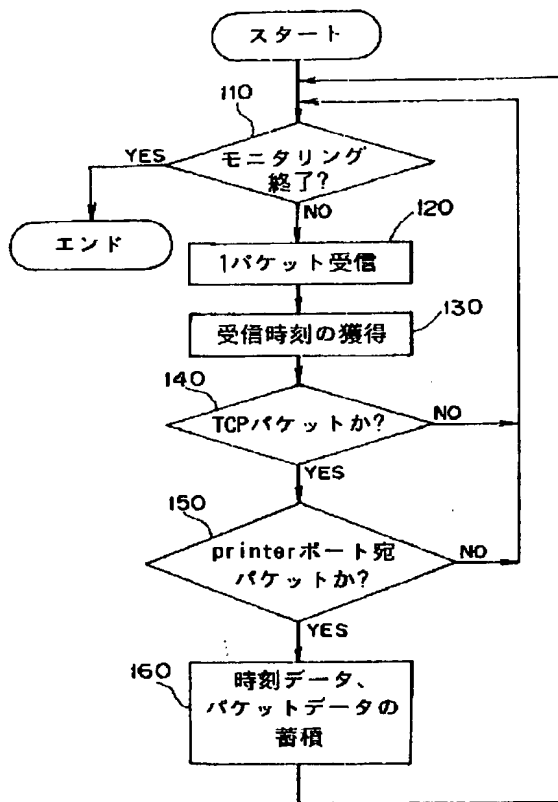 スタート
110
YES
モニタリング
終了?
NO
エンド
120
1パケット受信
130
受信時刻の獲得
140
TCPパケットか?
NO
YES
150
printerポート宛
パケットか?
NO
YES
160
時刻データ、
パケットデータの
蓄積